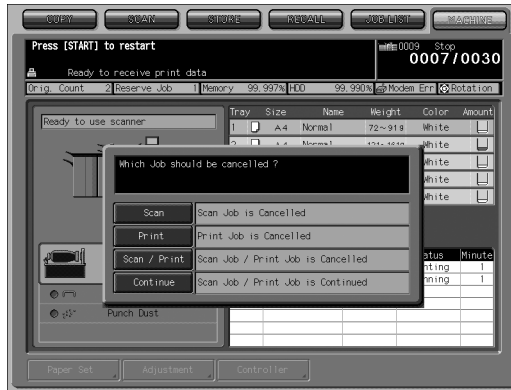 COPY SCAN STORE RECALL JOB LIST MACHINE
Press [START] to restart
0009 Stop
0007/0030
Ready to receive print data
Orig. Count 2 Reserve Job 1 Memory 99.997% HDD 99.990% Modem Err Rotation
Ready to use scanner
Tray Size Name Weight Color Amount
1 A4 Normal 72~91g White
2 A4 Normal White
White
White
White
Which Job should be cancelled ?
Scan Scan Job is Cancelled
Print Print Job is Cancelled
Scan / Print Scan Job / Print Job is Cancelled
Continue Scan Job / Print Job is Continued
atus Minute
nting 1
nning 1
Punch Dust
Paper Set Adjustment Controller